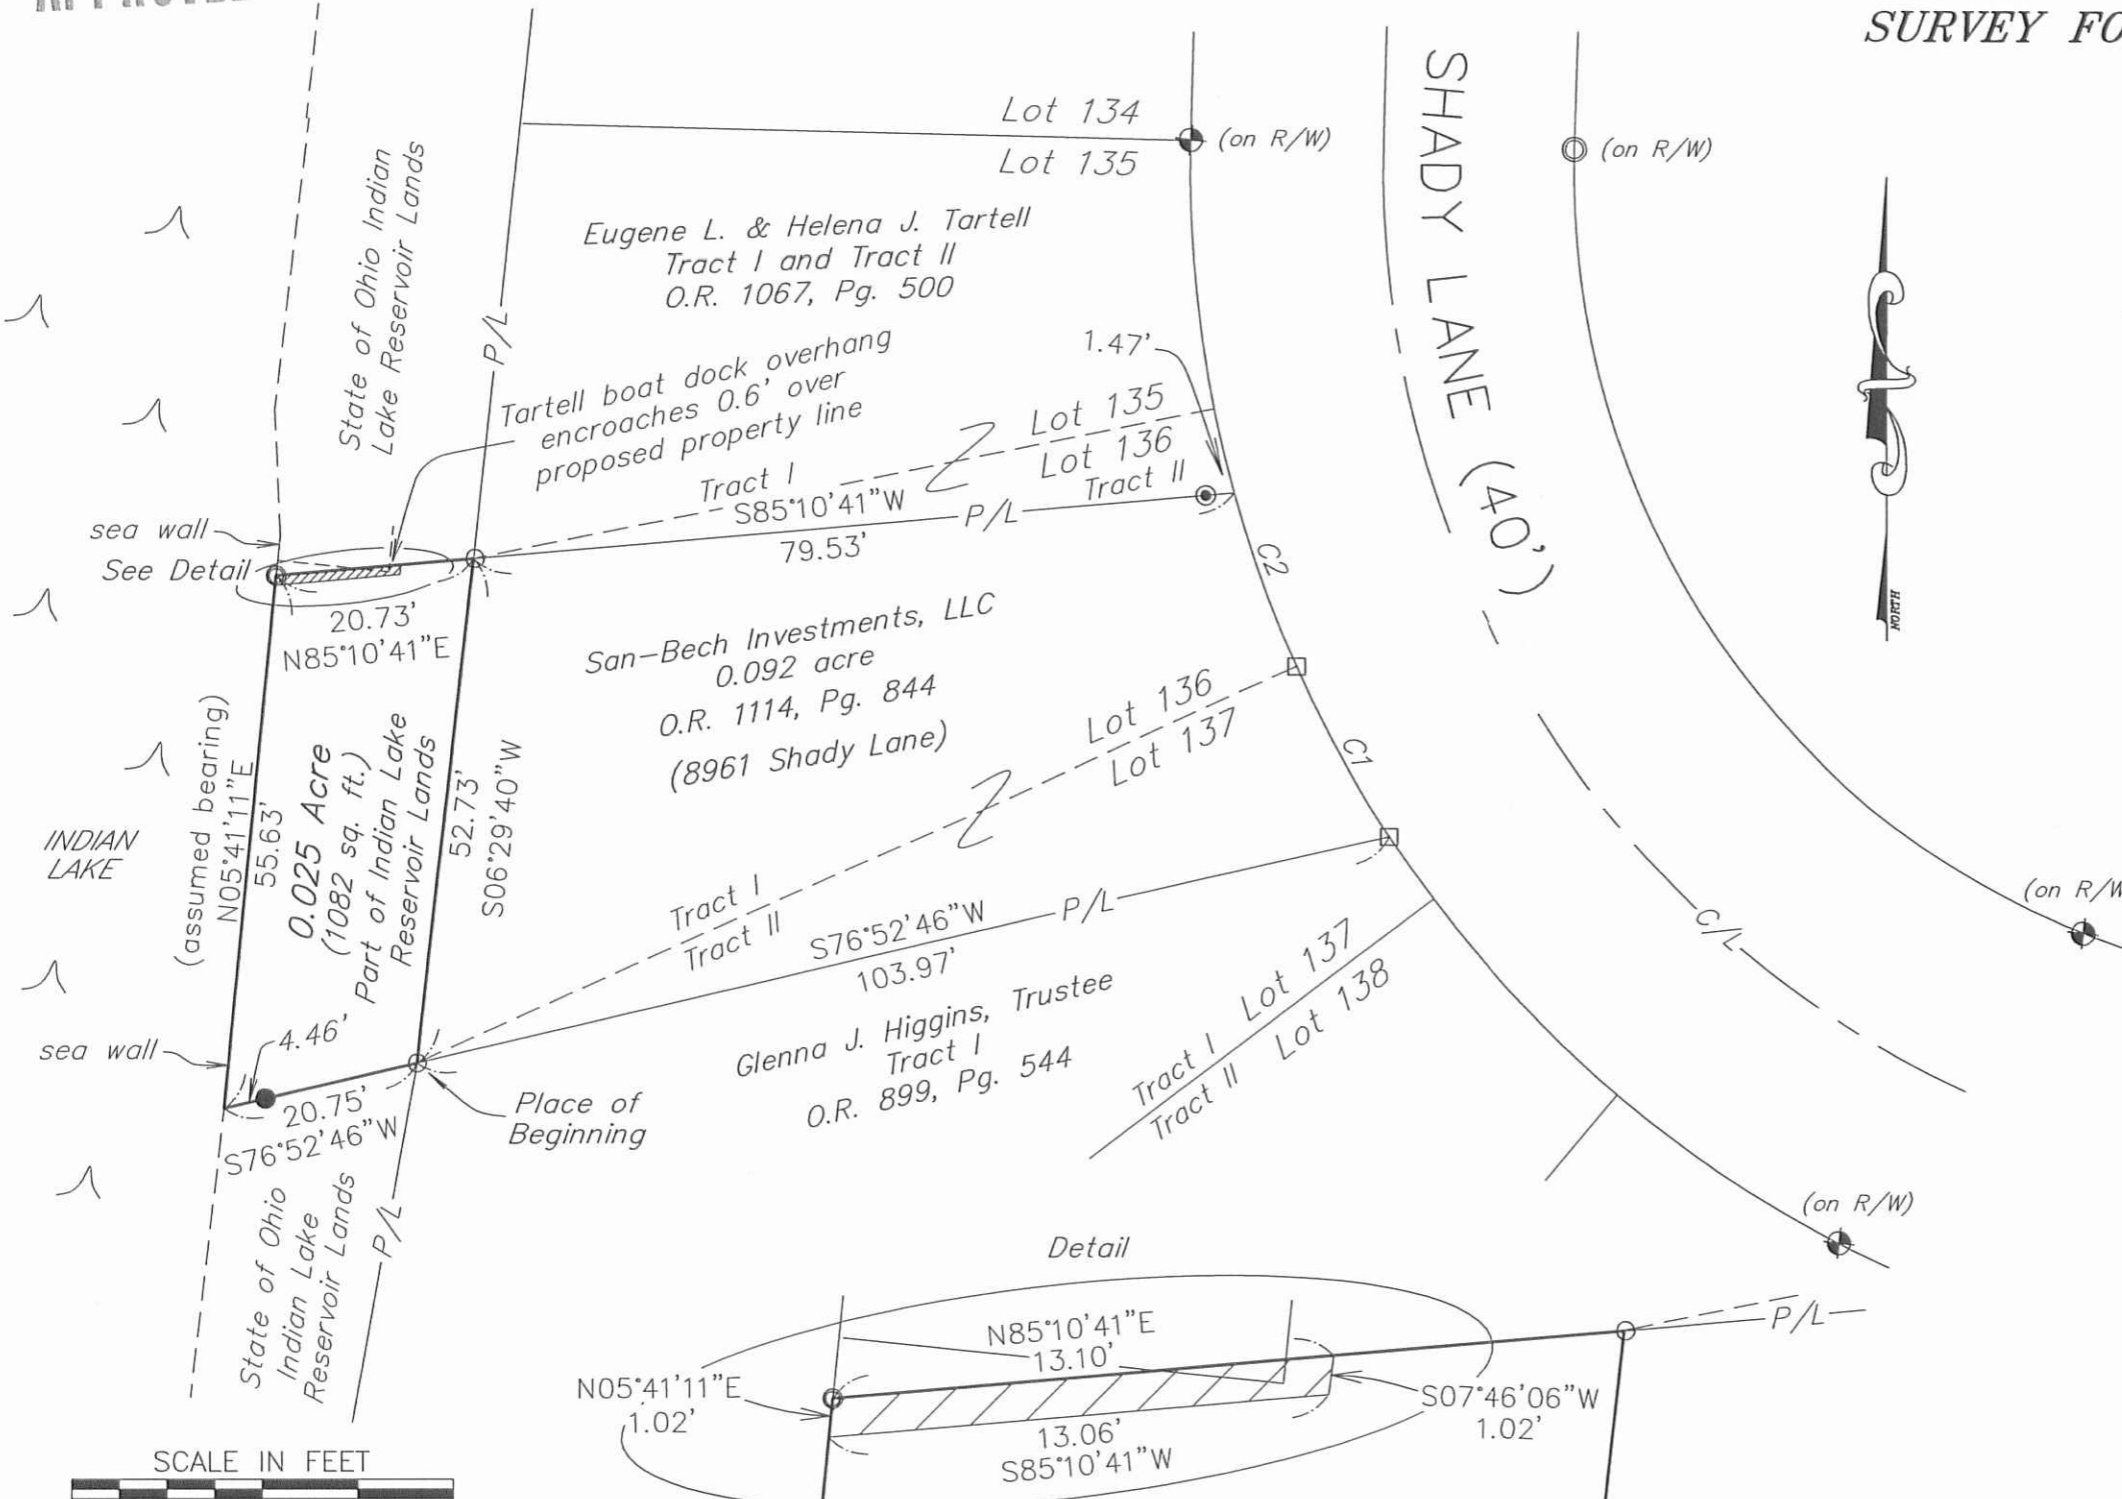 SURVEY FO
Lot 134
(on R/W)
Lot 135
(on R/W)
SHADY LANE (40')
State of Ohio Indian
Lake Reservoir Lands
P/L
Eugene L. & Helena J. Tartell
Tract I and Tract II
O.R. 1067, Pg. 500
1.47'
Tartell boat dock overhang
encroaches 0.6' over
proposed property line
Lot 135
Lot 136
Tract I
Tract II
S85°10'41"W
P/L
79.53'
sea wall
See Detail
20.73'
N85°10'41"E
C2
NORTH
San-Bech Investments, LLC
0.092 acre
O.R. 1114, Pg. 844
(8961 Shady Lane)
Lot 136
Lot 137
C1
(assumed bearing)
N05°41'11"E
55.63'
0.025 Acre
(1082 sq. ft.)
Part of Indian Lake
Reservoir Lands
52.73'
S06°29'40"W
INDIAN
LAKE
Tract I
Tract II
S76°52'46"W
P/L
103.97'
C/L
(on R/W
Lot 137
Lot 138
Tract I
Tract II
Glenna J. Higgins, Trustee
Tract I
O.R. 899, Pg. 544
sea wall
4.46'
20.75'
S76°52'46"W
Place of
Beginning
State of Ohio
Indian Lake
Reservoir Lands
P/L
(on R/W)
Detail
N85°10'41"E
13.10'
P/L
N05°41'11"E
1.02'
S07°46'06"W
1.02'
13.06'
S85°10'41"W
SCALE IN FEET